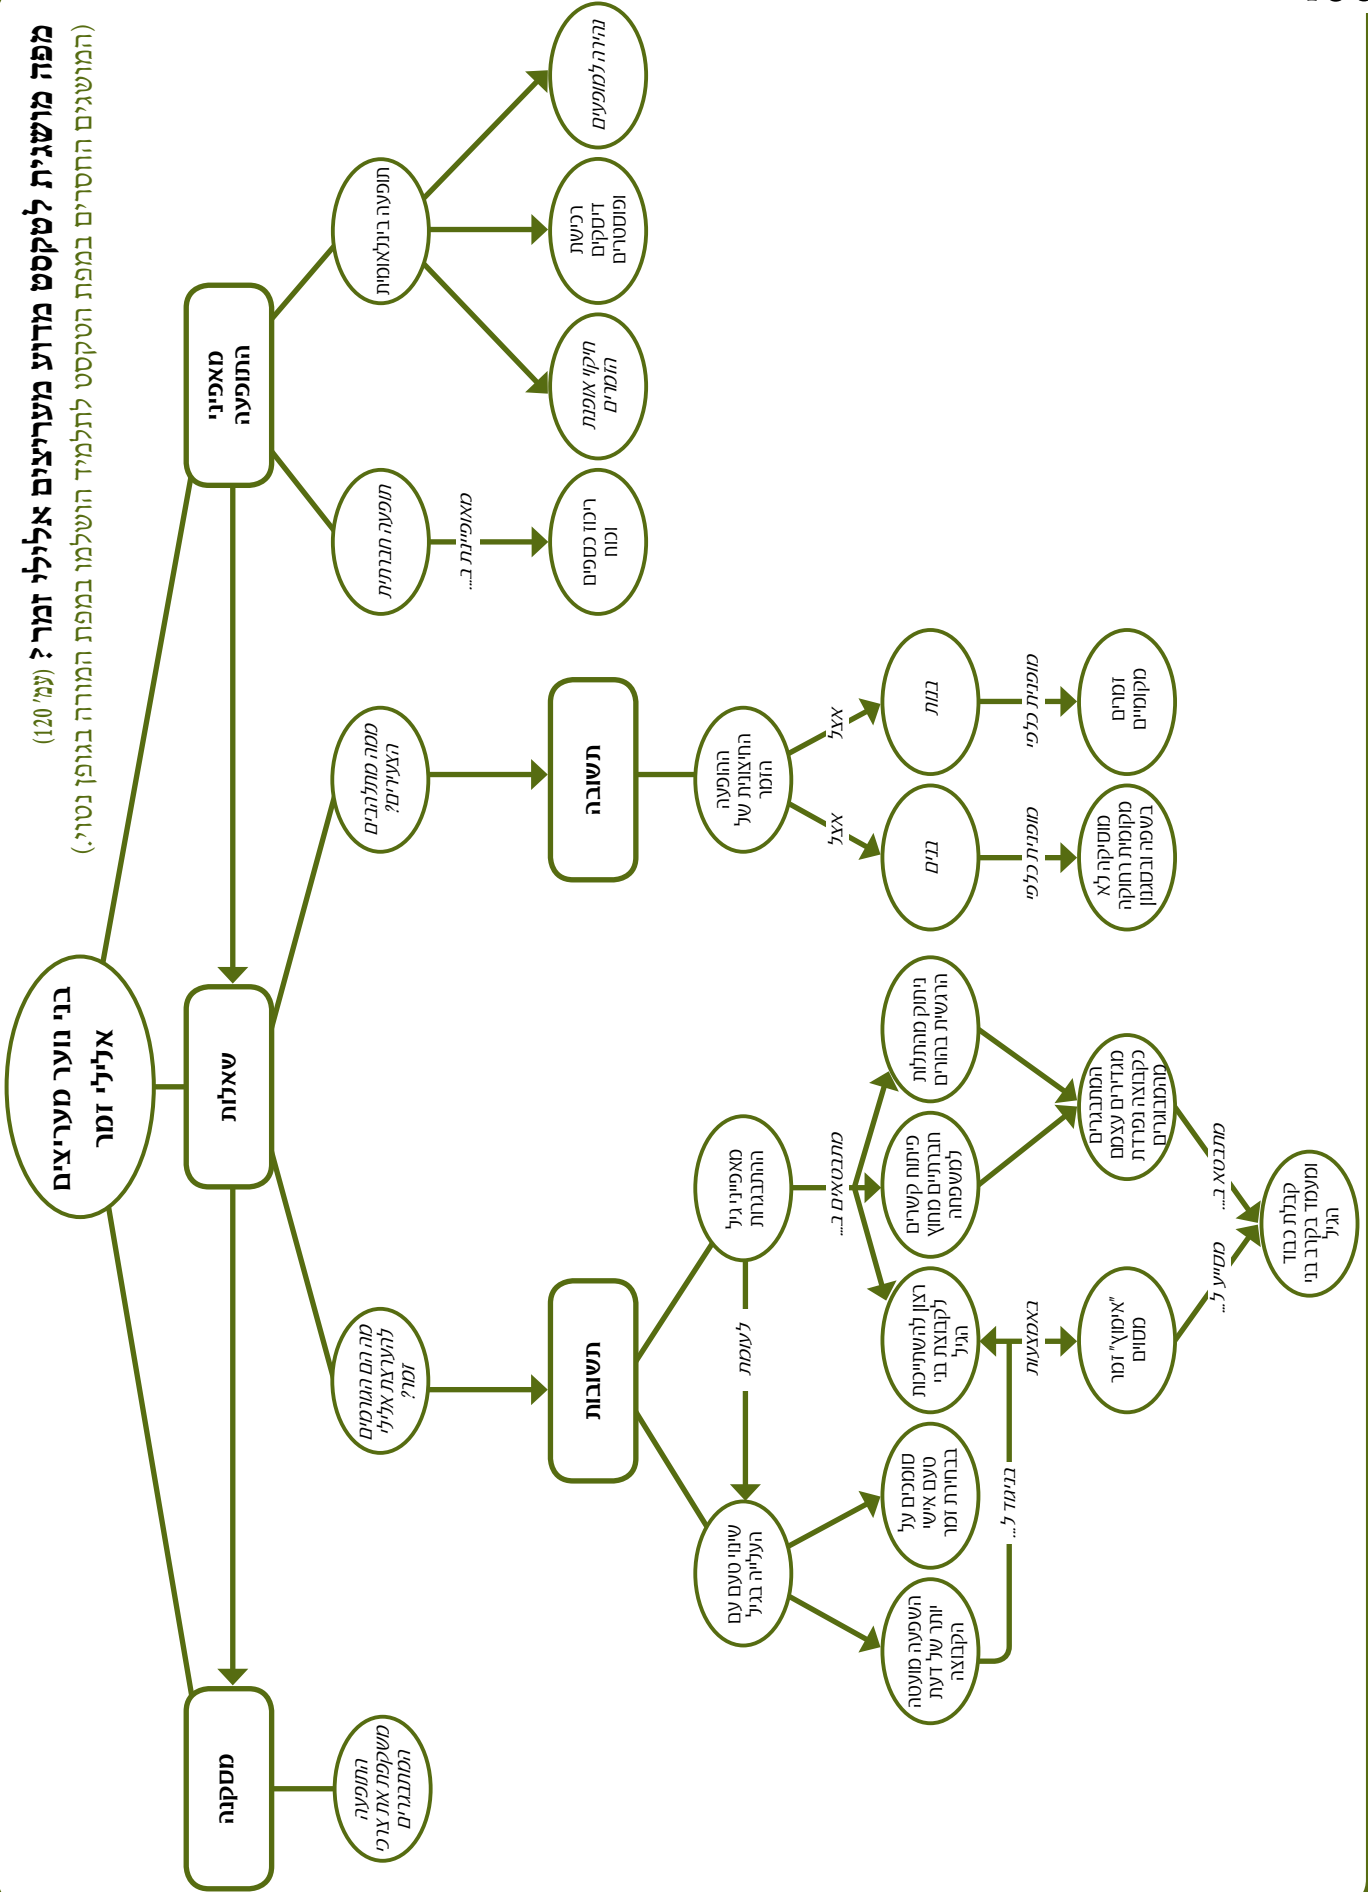 מפה מושגית לטקסט מדוע מעריצים אלילי זמר? (עמ' 120)
(המושגים החסרים במפת הטקסט לתלמיד הושלמו במפת המורה בגופן נטוי.)
בני נוער מעריצים
אלילי זמר
מאפייני
התופעה
שאלות
מסקנה
תופעה בינלאומית
תופעה חברתית
מאופיינת ב...
נהירה למופעים
רכישת
דיסקים
ופוסטרים
חיקוי אופנת
הזמרים
ריכוז כספים
וכוח
ממה מתלהבים
הצעירים?
תשובה
ההופעה
החיצונית של
הזמר
אצל
אצל
בנות
בנים
מופנית כלפי
מופנית כלפי
זמרים
מקומיים
מוסיקה לא
מקומית רחוקה
בשפה ובסגנון
מה הם הגורמים
להערצת אלילי
זמר?
תשובות
מאפייני גיל
ההתבגרות
לעומת
שינוי טעם עם
העלייה בגיל
מתבטאים ב...
הרגשית בהורים
ניתוק מהתלות
פיתוח קשרים
חברתיים מחוץ
למשפחה
רצון להשתייכות
לקבוצת בני
הגיל
סומכים על
טעם אישי
בבחירת זמר
השפעה מועטה
יותר של דעת
הקבוצה
בניגוד ל...
באמצעות
המתבגרים
מגדירים עצמם
כקבוצה נפרדת
מהמבוגרים
"אימוץ" זמר
מסוים
מתבטא ב...
מסייע ל...
קבלת כבוד
ומעמד בקרב בני
הגיל
התופעה
משקפת את צרכי
המתבגרים